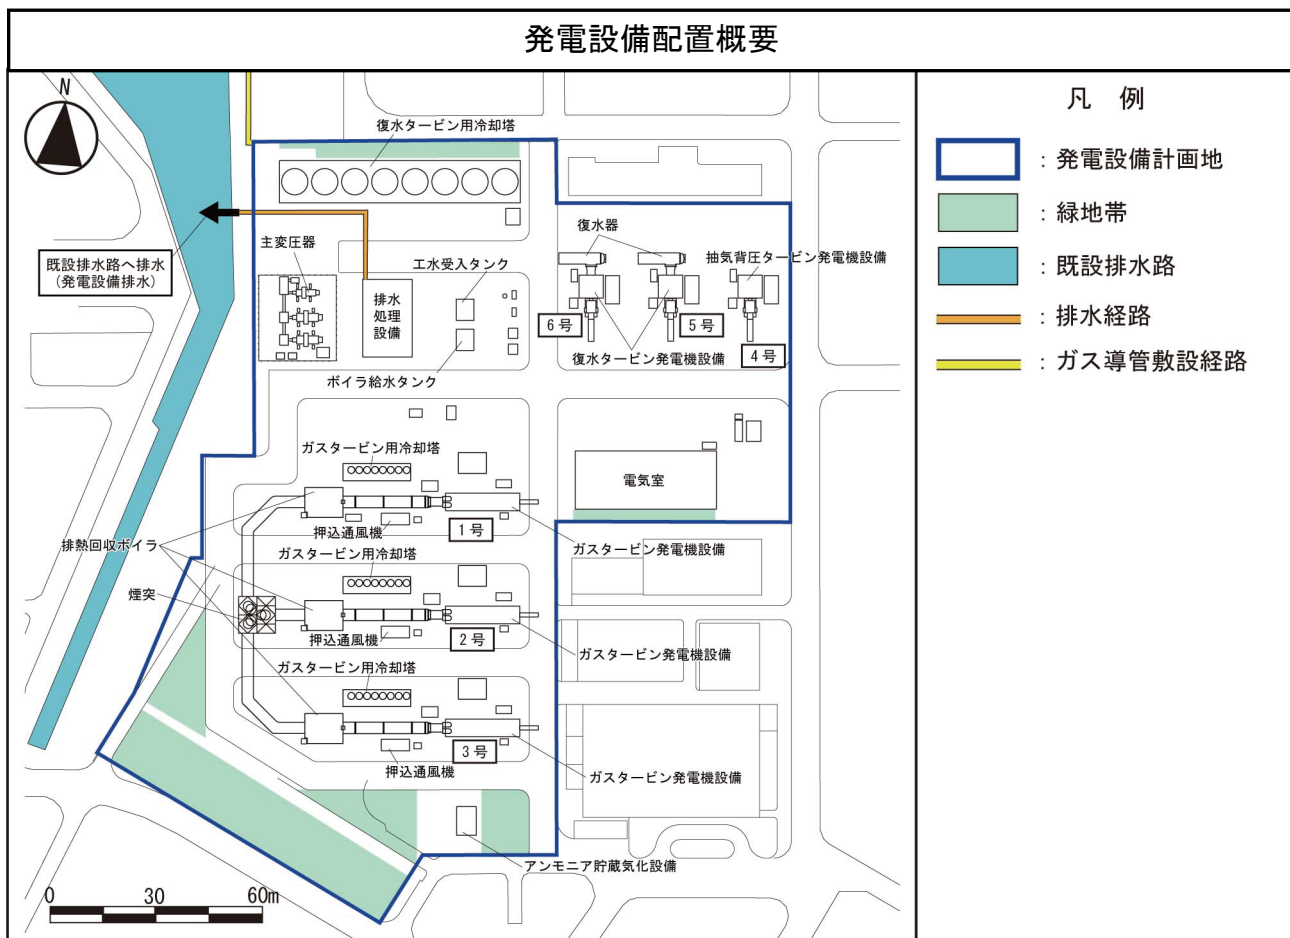 発電設備配置概要
N
復水タービン用冷却塔
既設排水路へ排水
(発電設備排水)
主変圧器
排水
処理
設備
工水受入タンク
ボイラ給水タンク
復水器
抽気背圧タービン発電機設備
6号
5号
4号
復水タービン発電機設備
ガスタービン用冷却塔
電気室
押込通風機
1号
ガスタービン発電機設備
排熱回収ボイラ
ガスタービン用冷却塔
煙突
押込通風機
2号
ガスタービン発電機設備
ガスタービン用冷却塔
押込通風機
3号
ガスタービン発電機設備
アンモニア貯蔵気化設備
0 30 60m
凡 例
：発電設備計画地
：緑地帯
：既設排水路
：排水経路
：ガス導管敷設経路